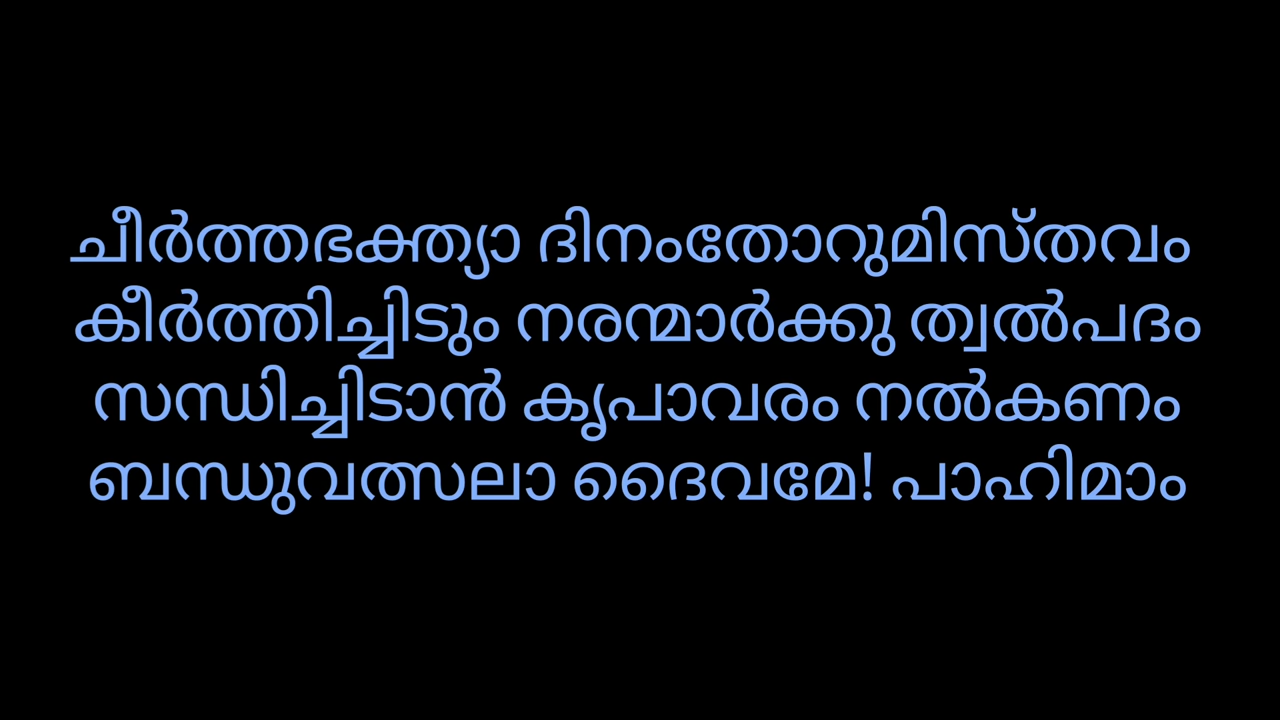 ചീർത്തഭക്ത്യാ ദിനംതോറുമിസ്തവം
കീർത്തിച്ചിടും നരന്മാർക്കു ത്വൽപദം
സന്ധിച്ചിടാൻ കൃപാവരം നൽകണം
ബന്ധുവത്സലാ ദൈവമേ! പാഹിമാം